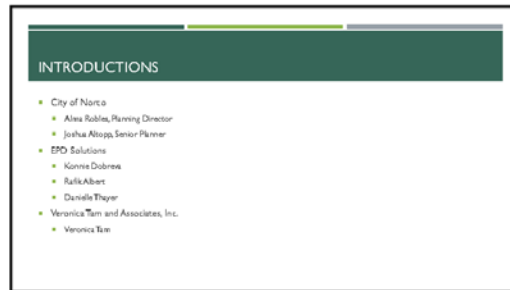 INTRODUCTIONS
City of Norco
Alma Robles, Planning Director
Joshua Altopp, Senior Planner
EPD Solutions
Konnie Dobreva
Rafik Albert
Danielle Thayer
Veronica Tam and Associates, Inc.
Veronica Tam